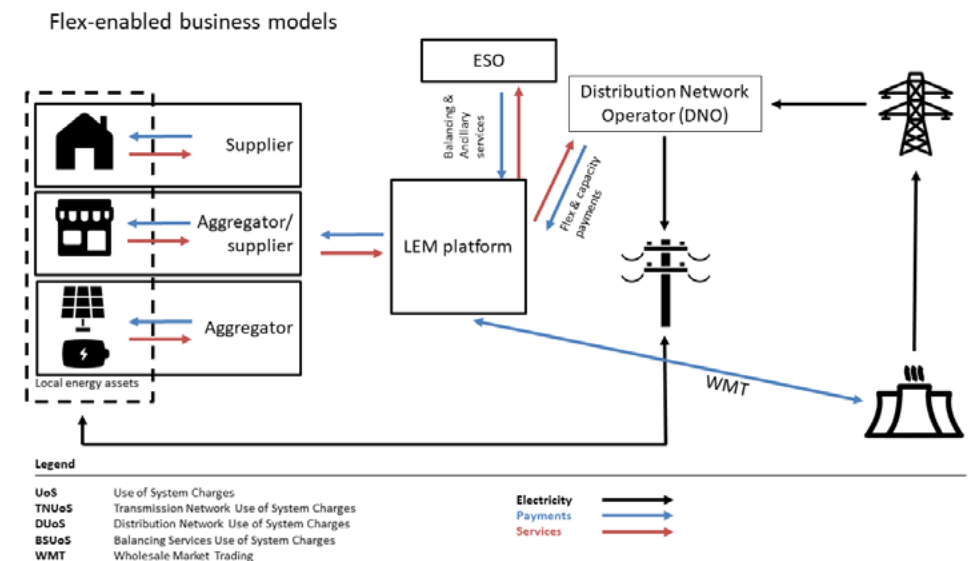 Flex-enabled business models
ESO
Balancing &
Ancillary
services
Distribution Network
Operator (DNO)
Flex & capacity
payments
Supplier
Aggregator/
supplier
Aggregator
Local energy assets
LEM platform
WMT
Legend
UoS Use of System Charges
TNUoS Transmission Network Use of System Charges
DUoS Distribution Network Use of System Charges
BSUoS Balancing Services Use of System Charges
WMT Wholesale Market Trading
Electricity
Payments
Services